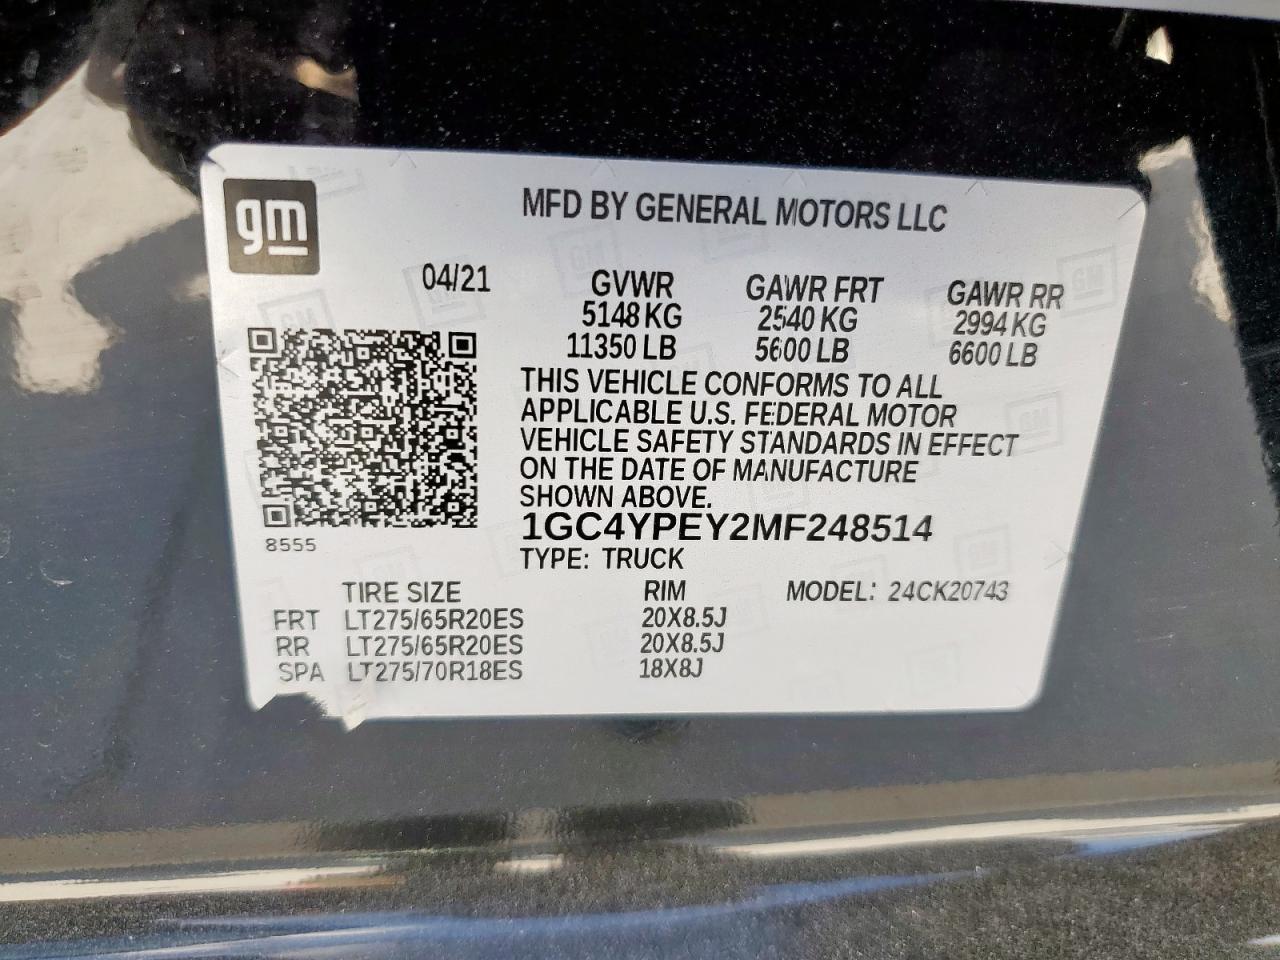 gm
MFD BY GENERAL MOTORS LLC
04/21 GVWR GAWR FRT GAWR RR
5148 KG 2540 KG 2994 KG
11350 LB 5600 LB 6600 LB
THIS VEHICLE CONFORMS TO ALL
APPLICABLE U.S. FEDERAL MOTOR
VEHICLE SAFETY STANDARDS IN EFFECT
ON THE DATE OF MANUFACTURE
SHOWN ABOVE.
1GC4YPEY2MF248514
8555
TYPE: TRUCK
TIRE SIZE RIM MODEL: 24CK20743
FRT LT275/65R20ES 20X8.5J
RR LT275/65R20ES 20X8.5J
SPA LT275/70R18ES 18X8J